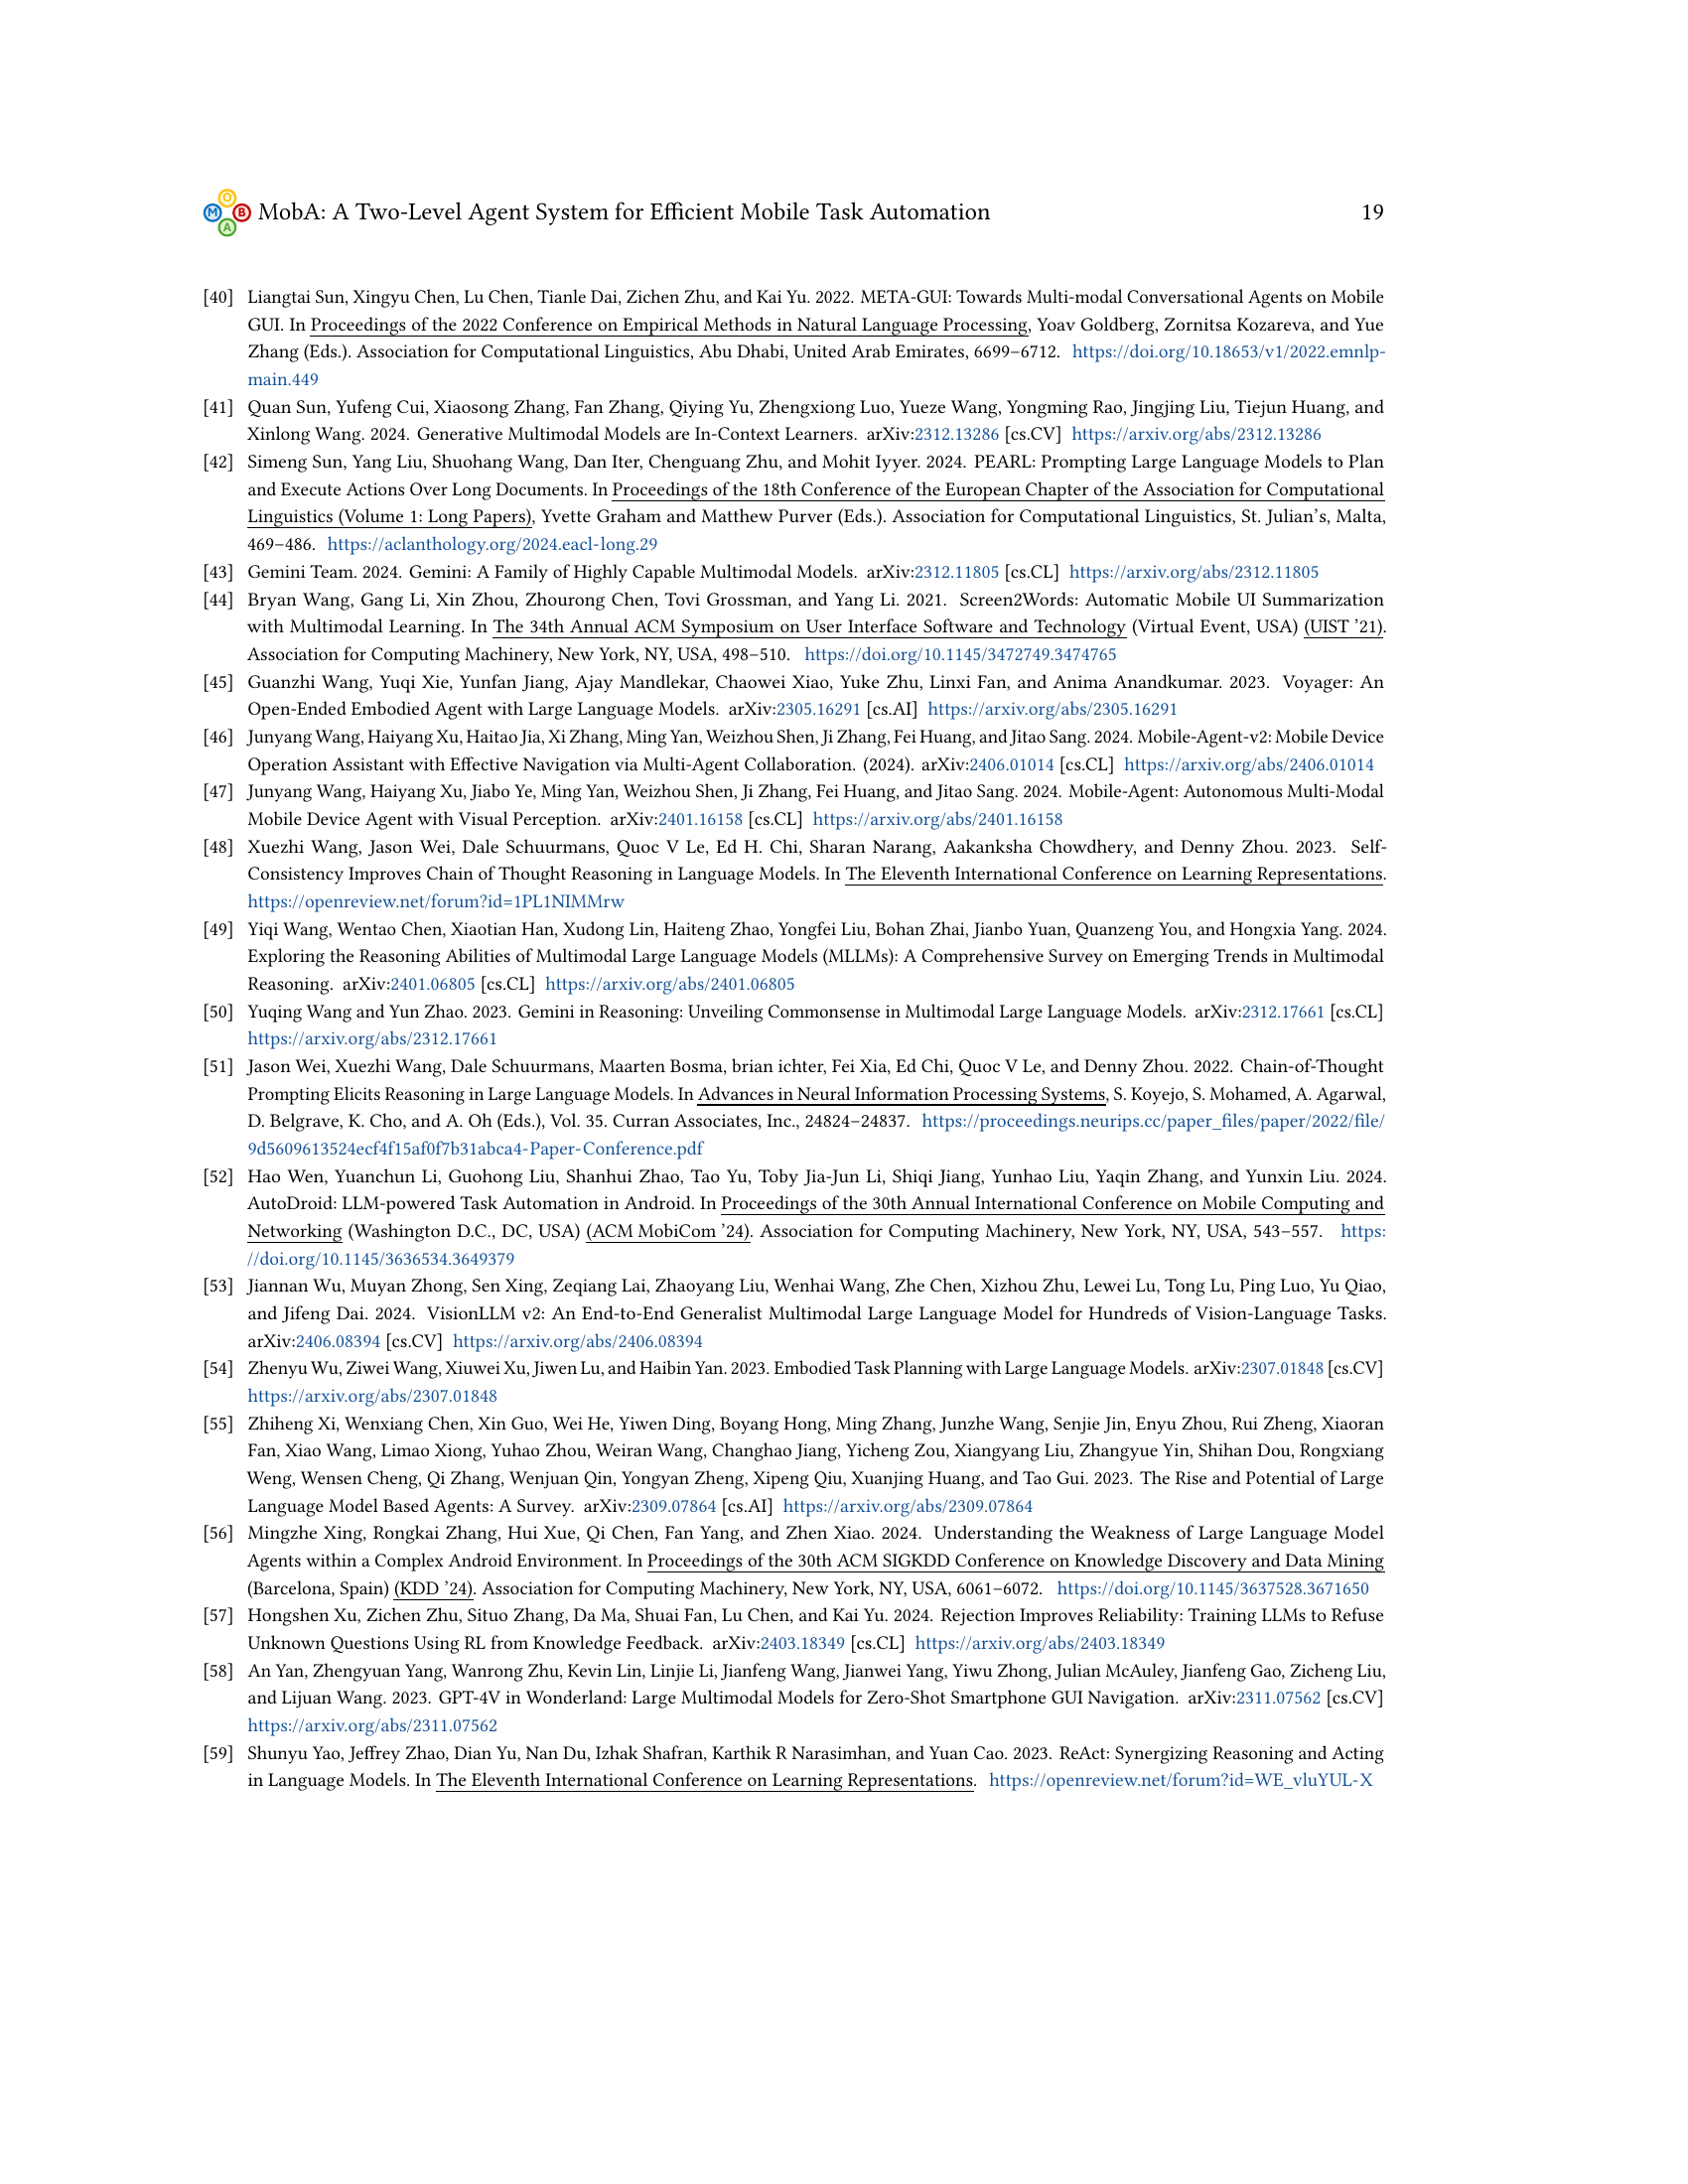 O
M B
A
MobA: A Two-Level Agent System for Efficient Mobile Task Automation 19
[40] Liangtai Sun, Xingyu Chen, Lu Chen, Tianle Dai, Zichen Zhu, and Kai Yu. 2022. META-GUI: Towards Multi-modal Conversational Agents on Mobile
GUI. In Proceedings of the 2022 Conference on Empirical Methods in Natural Language Processing, Yoav Goldberg, Zornitsa Kozareva, and Yue
Zhang (Eds.). Association for Computational Linguistics, Abu Dhabi, United Arab Emirates, 6699–6712. https://doi.org/10.18653/v1/2022.emnlp-
main.449
[41] Quan Sun, Yufeng Cui, Xiaosong Zhang, Fan Zhang, Qiying Yu, Zhengxiong Luo, Yueze Wang, Yongming Rao, Jingjing Liu, Tiejun Huang, and
Xinlong Wang. 2024. Generative Multimodal Models are In-Context Learners. arXiv:2312.13286 [cs.CV] https://arxiv.org/abs/2312.13286
[42] Simeng Sun, Yang Liu, Shuohang Wang, Dan Iter, Chenguang Zhu, and Mohit Iyyer. 2024. PEARL: Prompting Large Language Models to Plan
and Execute Actions Over Long Documents. In Proceedings of the 18th Conference of the European Chapter of the Association for Computational
Linguistics (Volume 1: Long Papers), Yvette Graham and Matthew Purver (Eds.). Association for Computational Linguistics, St. Julian’s, Malta,
469–486. https://aclanthology.org/2024.eacl-long.29
[43] Gemini Team. 2024. Gemini: A Family of Highly Capable Multimodal Models. arXiv:2312.11805 [cs.CL] https://arxiv.org/abs/2312.11805
[44] Bryan Wang, Gang Li, Xin Zhou, Zhourong Chen, Tovi Grossman, and Yang Li. 2021. Screen2Words: Automatic Mobile UI Summarization
with Multimodal Learning. In The 34th Annual ACM Symposium on User Interface Software and Technology (Virtual Event, USA) (UIST ’21).
Association for Computing Machinery, New York, NY, USA, 498–510. https://doi.org/10.1145/3472749.3474765
[45] Guanzhi Wang, Yuqi Xie, Yunfan Jiang, Ajay Mandlekar, Chaowei Xiao, Yuke Zhu, Linxi Fan, and Anima Anandkumar. 2023. Voyager: An
Open-Ended Embodied Agent with Large Language Models. arXiv:2305.16291 [cs.AI] https://arxiv.org/abs/2305.16291
[46] Junyang Wang, Haiyang Xu, Haitao Jia, Xi Zhang, Ming Yan, Weizhou Shen, Ji Zhang, Fei Huang, and Jitao Sang. 2024. Mobile-Agent-v2: Mobile Device
Operation Assistant with Effective Navigation via Multi-Agent Collaboration. (2024). arXiv:2406.01014 [cs.CL] https://arxiv.org/abs/2406.01014
[47] Junyang Wang, Haiyang Xu, Jiabo Ye, Ming Yan, Weizhou Shen, Ji Zhang, Fei Huang, and Jitao Sang. 2024. Mobile-Agent: Autonomous Multi-Modal
Mobile Device Agent with Visual Perception. arXiv:2401.16158 [cs.CL] https://arxiv.org/abs/2401.16158
[48] Xuezhi Wang, Jason Wei, Dale Schuurmans, Quoc V Le, Ed H. Chi, Sharan Narang, Aakanksha Chowdhery, and Denny Zhou. 2023. Self-
Consistency Improves Chain of Thought Reasoning in Language Models. In The Eleventh International Conference on Learning Representations.
https://openreview.net/forum?id=1PL1NIMMrw
[49] Yiqi Wang, Wentao Chen, Xiaotian Han, Xudong Lin, Haiteng Zhao, Yongfei Liu, Bohan Zhai, Jianbo Yuan, Quanzeng You, and Hongxia Yang. 2024.
Exploring the Reasoning Abilities of Multimodal Large Language Models (MLLMs): A Comprehensive Survey on Emerging Trends in Multimodal
Reasoning. arXiv:2401.06805 [cs.CL] https://arxiv.org/abs/2401.06805
[50] Yuqing Wang and Yun Zhao. 2023. Gemini in Reasoning: Unveiling Commonsense in Multimodal Large Language Models. arXiv:2312.17661 [cs.CL]
https://arxiv.org/abs/2312.17661
[51] Jason Wei, Xuezhi Wang, Dale Schuurmans, Maarten Bosma, brian ichter, Fei Xia, Ed Chi, Quoc V Le, and Denny Zhou. 2022. Chain-of-Thought
Prompting Elicits Reasoning in Large Language Models. In Advances in Neural Information Processing Systems, S. Koyejo, S. Mohamed, A. Agarwal,
D. Belgrave, K. Cho, and A. Oh (Eds.), Vol. 35. Curran Associates, Inc., 24824–24837. https://proceedings.neurips.cc/paper_files/paper/2022/file/
9d5609613524ecf4f15af0f7b31abca4-Paper-Conference.pdf
[52] Hao Wen, Yuanchun Li, Guohong Liu, Shanhui Zhao, Tao Yu, Toby Jia-Jun Li, Shiqi Jiang, Yunhao Liu, Yaqin Zhang, and Yunxin Liu. 2024.
AutoDroid: LLM-powered Task Automation in Android. In Proceedings of the 30th Annual International Conference on Mobile Computing and
Networking (Washington D.C., DC, USA) (ACM MobiCom ’24). Association for Computing Machinery, New York, NY, USA, 543–557. https:
//doi.org/10.1145/3636534.3649379
[53] Jiannan Wu, Muyan Zhong, Sen Xing, Zeqiang Lai, Zhaoyang Liu, Wenhai Wang, Zhe Chen, Xizhou Zhu, Lewei Lu, Tong Lu, Ping Luo, Yu Qiao,
and Jifeng Dai. 2024. VisionLLM v2: An End-to-End Generalist Multimodal Large Language Model for Hundreds of Vision-Language Tasks.
arXiv:2406.08394 [cs.CV] https://arxiv.org/abs/2406.08394
[54] Zhenyu Wu, Ziwei Wang, Xiuwei Xu, Jiwen Lu, and Haibin Yan. 2023. Embodied Task Planning with Large Language Models. arXiv:2307.01848 [cs.CV]
https://arxiv.org/abs/2307.01848
[55] Zhiheng Xi, Wenxiang Chen, Xin Guo, Wei He, Yiwen Ding, Boyang Hong, Ming Zhang, Junzhe Wang, Senjie Jin, Enyu Zhou, Rui Zheng, Xiaoran
Fan, Xiao Wang, Limao Xiong, Yuhao Zhou, Weiran Wang, Changhao Jiang, Yicheng Zou, Xiangyang Liu, Zhangyue Yin, Shihan Dou, Rongxiang
Weng, Wensen Cheng, Qi Zhang, Wenjuan Qin, Yongyan Zheng, Xipeng Qiu, Xuanjing Huang, and Tao Gui. 2023. The Rise and Potential of Large
Language Model Based Agents: A Survey. arXiv:2309.07864 [cs.AI] https://arxiv.org/abs/2309.07864
[56] Mingzhe Xing, Rongkai Zhang, Hui Xue, Qi Chen, Fan Yang, and Zhen Xiao. 2024. Understanding the Weakness of Large Language Model
Agents within a Complex Android Environment. In Proceedings of the 30th ACM SIGKDD Conference on Knowledge Discovery and Data Mining
(Barcelona, Spain) (KDD ’24). Association for Computing Machinery, New York, NY, USA, 6061–6072. https://doi.org/10.1145/3637528.3671650
[57] Hongshen Xu, Zichen Zhu, Situo Zhang, Da Ma, Shuai Fan, Lu Chen, and Kai Yu. 2024. Rejection Improves Reliability: Training LLMs to Refuse
Unknown Questions Using RL from Knowledge Feedback. arXiv:2403.18349 [cs.CL] https://arxiv.org/abs/2403.18349
[58] An Yan, Zhengyuan Yang, Wanrong Zhu, Kevin Lin, Linjie Li, Jianfeng Wang, Jianwei Yang, Yiwu Zhong, Julian McAuley, Jianfeng Gao, Zicheng Liu,
and Lijuan Wang. 2023. GPT-4V in Wonderland: Large Multimodal Models for Zero-Shot Smartphone GUI Navigation. arXiv:2311.07562 [cs.CV]
https://arxiv.org/abs/2311.07562
[59] Shunyu Yao, Jeffrey Zhao, Dian Yu, Nan Du, Izhak Shafran, Karthik R Narasimhan, and Yuan Cao. 2023. ReAct: Synergizing Reasoning and Acting
in Language Models. In The Eleventh International Conference on Learning Representations. https://openreview.net/forum?id=WE_vluYUL-X